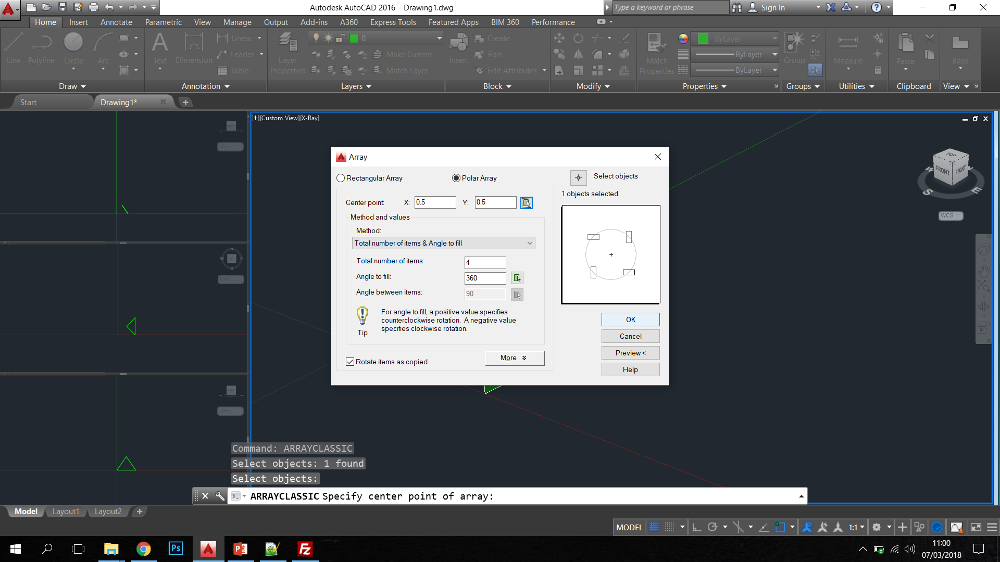 Autodesk AutoCAD 2016 Drawing1.dwg
Type a keyword or phrase
Sign In
Home Insert Annotate Parametric View Manage Output Add-ins A360 Express Tools Featured Apps BIM 360 Performance
Line Polyline Circle Arc
Draw
Text Dimension
Linear
Leader
Table
Annotation
Layer Properties
0
Make Current
Match Layer
Layers
Insert
Create
Edit
Edit Attributes
Block
Modify
Match Properties
ByLayer
ByLayer
ByLayer
Properties
Group
Groups
Measure
Utilities
Paste
Clipboard
Base
View
Start
Drawing1*
[+][Custom View][X-Ray]
TOP
FRONT
RIGHT
W
S
E
WCS
N
W
E
S
Array
Rectangular Array
Polar Array
Select objects
1 objects selected
Center point: X: 0.5 Y: 0.5
Method and values
Method:
Total number of items & Angle to fill
Total number of items: 4
Angle to fill: 360
Angle between items: 90
Tip
For angle to fill, a positive value specifies
counterclockwise rotation. A negative value
specifies clockwise rotation.
Rotate items as copied
More
OK
Cancel
Preview <
Help
Command: ARRAYCLASSIC
Select objects: 1 found
Select objects:
ARRAYCLASSIC Specify center point of array:
Model Layout1 Layout2
MODEL
1:1
Ps
11:00
07/03/2018